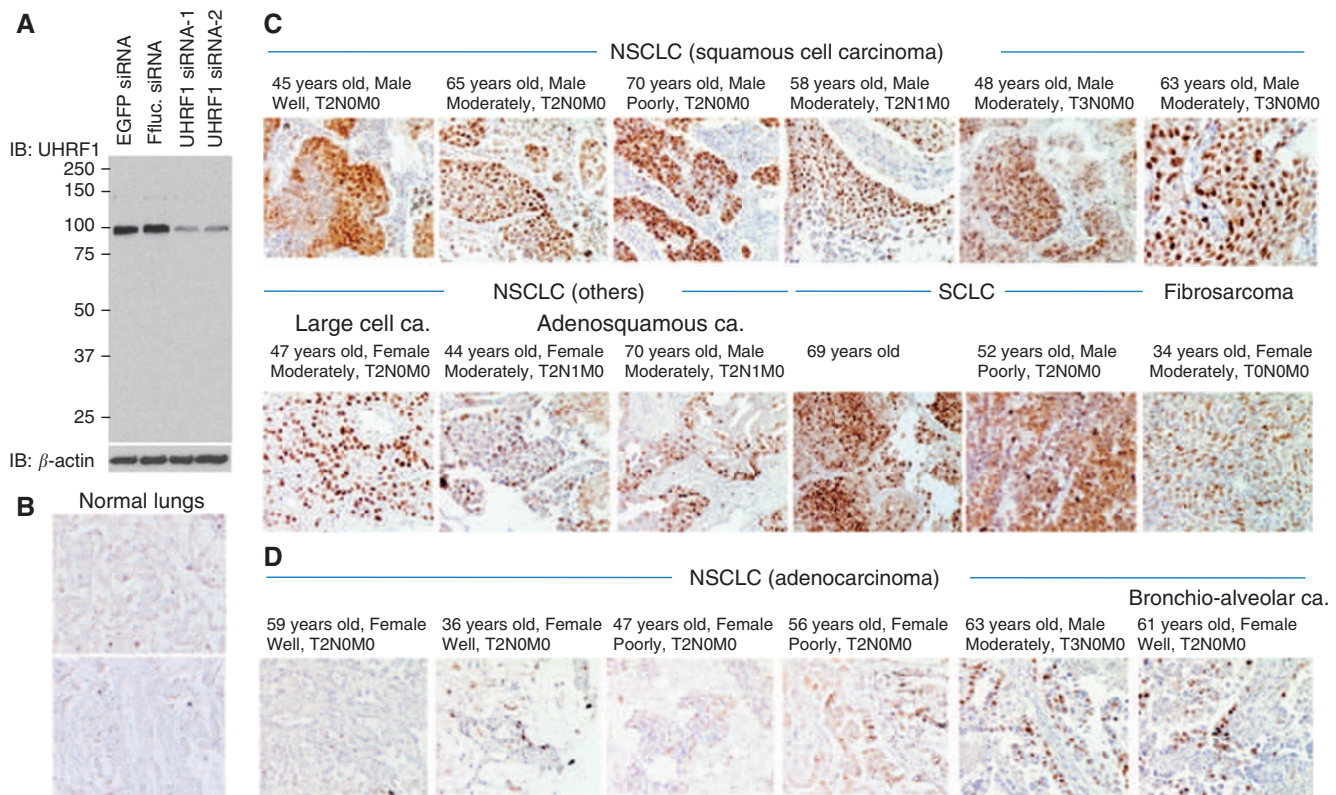 A
EGFP siRNA
Ffluc. siRNA
UHRF1 siRNA-1
UHRF1 siRNA-2
IB: UHRF1
250
150
100
75
50
37
25
IB: β-actin
B
Normal lungs
C
NSCLC (squamous cell carcinoma)
45 years old, Male
Well, T2N0M0
65 years old, Male
Moderately, T2N0M0
70 years old, Male
Poorly, T2N0M0
58 years old, Male
Moderately, T2N1M0
48 years old, Male
Moderately, T3N0M0
63 years old, Male
Moderately, T3N0M0
NSCLC (others)
SCLC
Fibrosarcoma
Large cell ca.
Adenosquamous ca.
47 years old, Female
Moderately, T2N0M0
44 years old, Female
Moderately, T2N1M0
70 years old, Male
Moderately, T2N1M0
69 years old
52 years old, Male
Poorly, T2N0M0
34 years old, Female
Moderately, T0N0M0
D
NSCLC (adenocarcinoma)
Bronchio-alveolar ca.
59 years old, Female
Well, T2N0M0
36 years old, Female
Well, T2N0M0
47 years old, Female
Poorly, T2N0M0
56 years old, Female
Poorly, T2N0M0
63 years old, Male
Moderately, T3N0M0
61 years old, Female
Well, T2N0M0